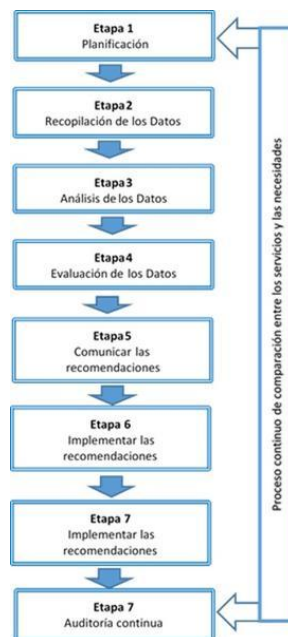 Etapa 1
Planificación
Etapa2
Recopilación de los Datos
Etapa3
Análisis de los Datos
Etapa4
Evaluación de los Datos
Etapa5
Comunicar las
recomendaciones
Etapa 6
Implementar las
recomendaciones
Etapa 7
Implementar las
recomendaciones
Etapa 7
Auditoría continua
Proceso continuo de comparación entre los servicios y las necesidades